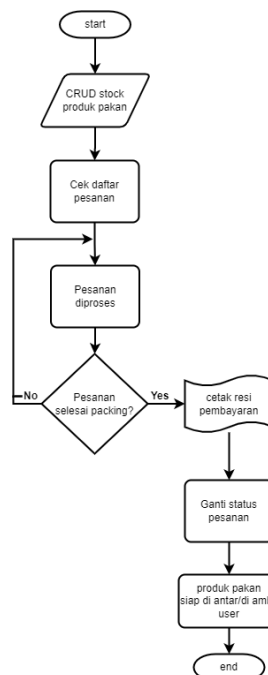 start
CRUD stock
produk pakan
Cek daftar
pesanan
Pesanan
diproses
Pesanan
selesai packing?
No
Yes
cetak resi
pembayaran
Ganti status
pesanan
produk pakan
siap di antar/di
user
end